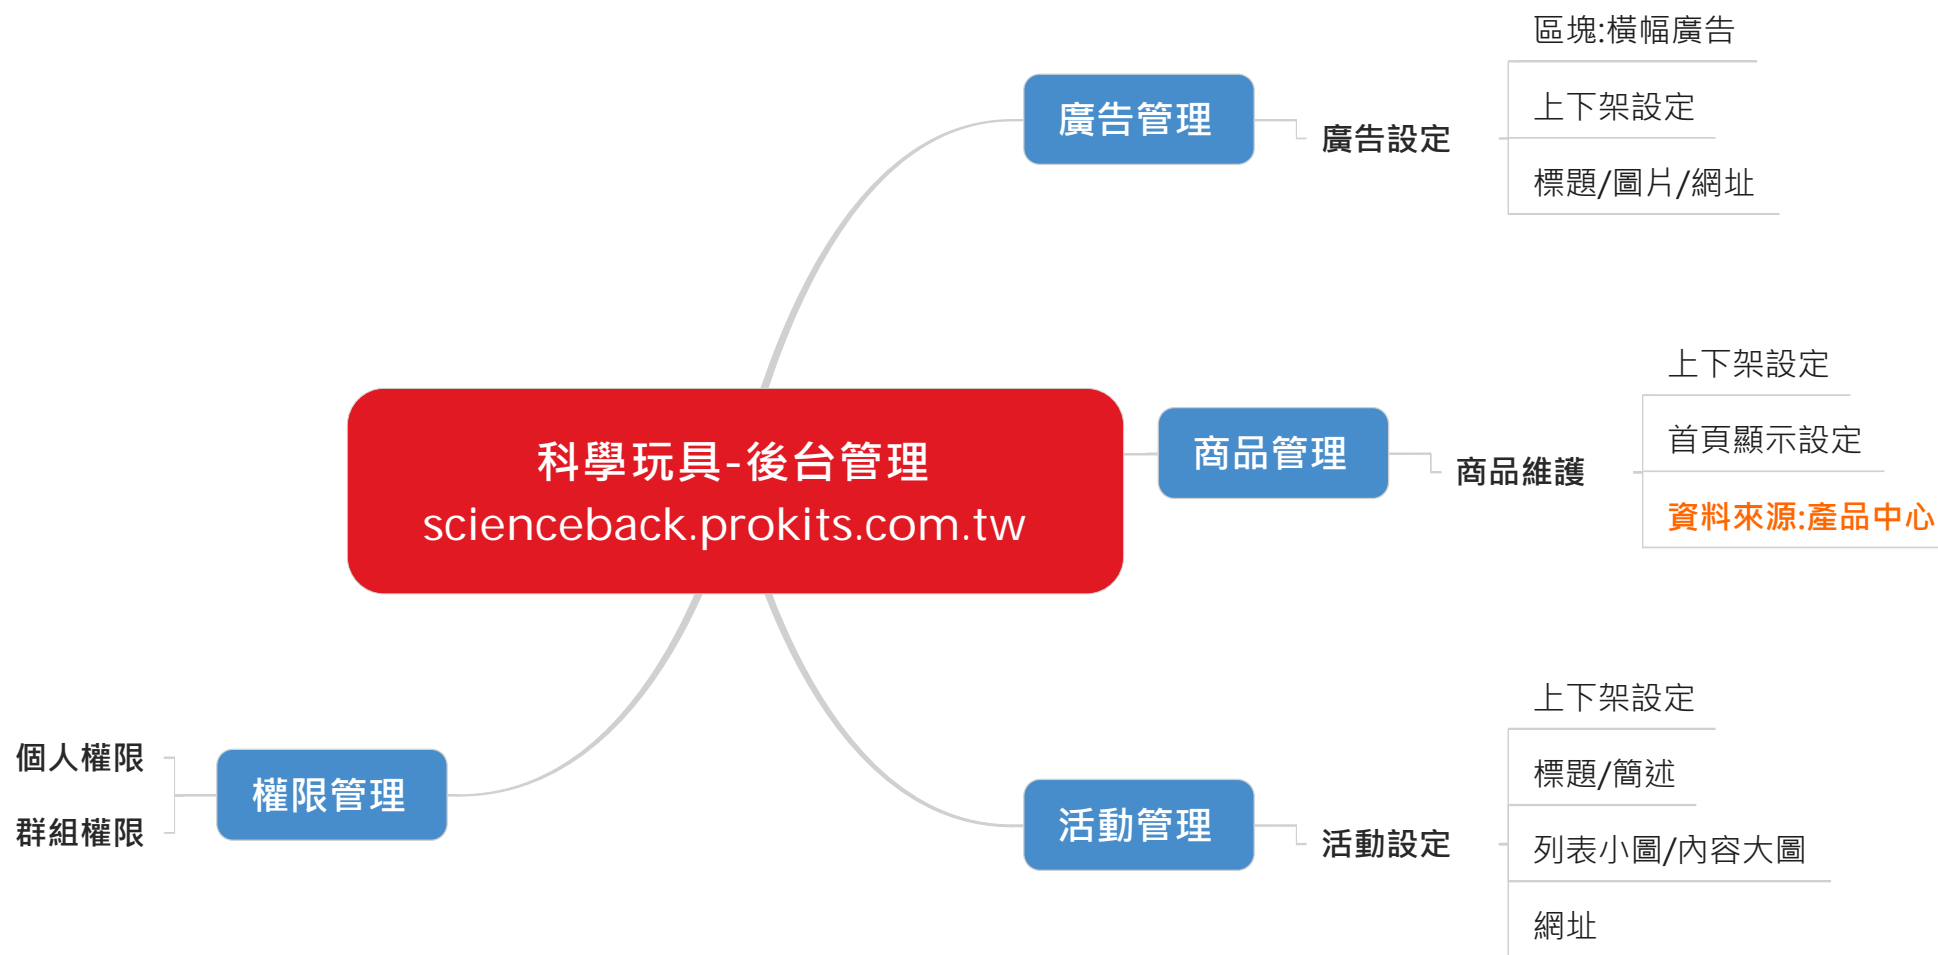 區塊:橫幅廣告
上下架設定
標題/圖片/網址
廣告管理
廣告設定
科學玩具-後台管理
scienceback.prokits.com.tw
商品管理
商品維護
上下架設定
首頁顯示設定
資料來源:產品中心
個人權限
群組權限
權限管理
活動管理
活動設定
上下架設定
標題/簡述
列表小圖/內容大圖
網址